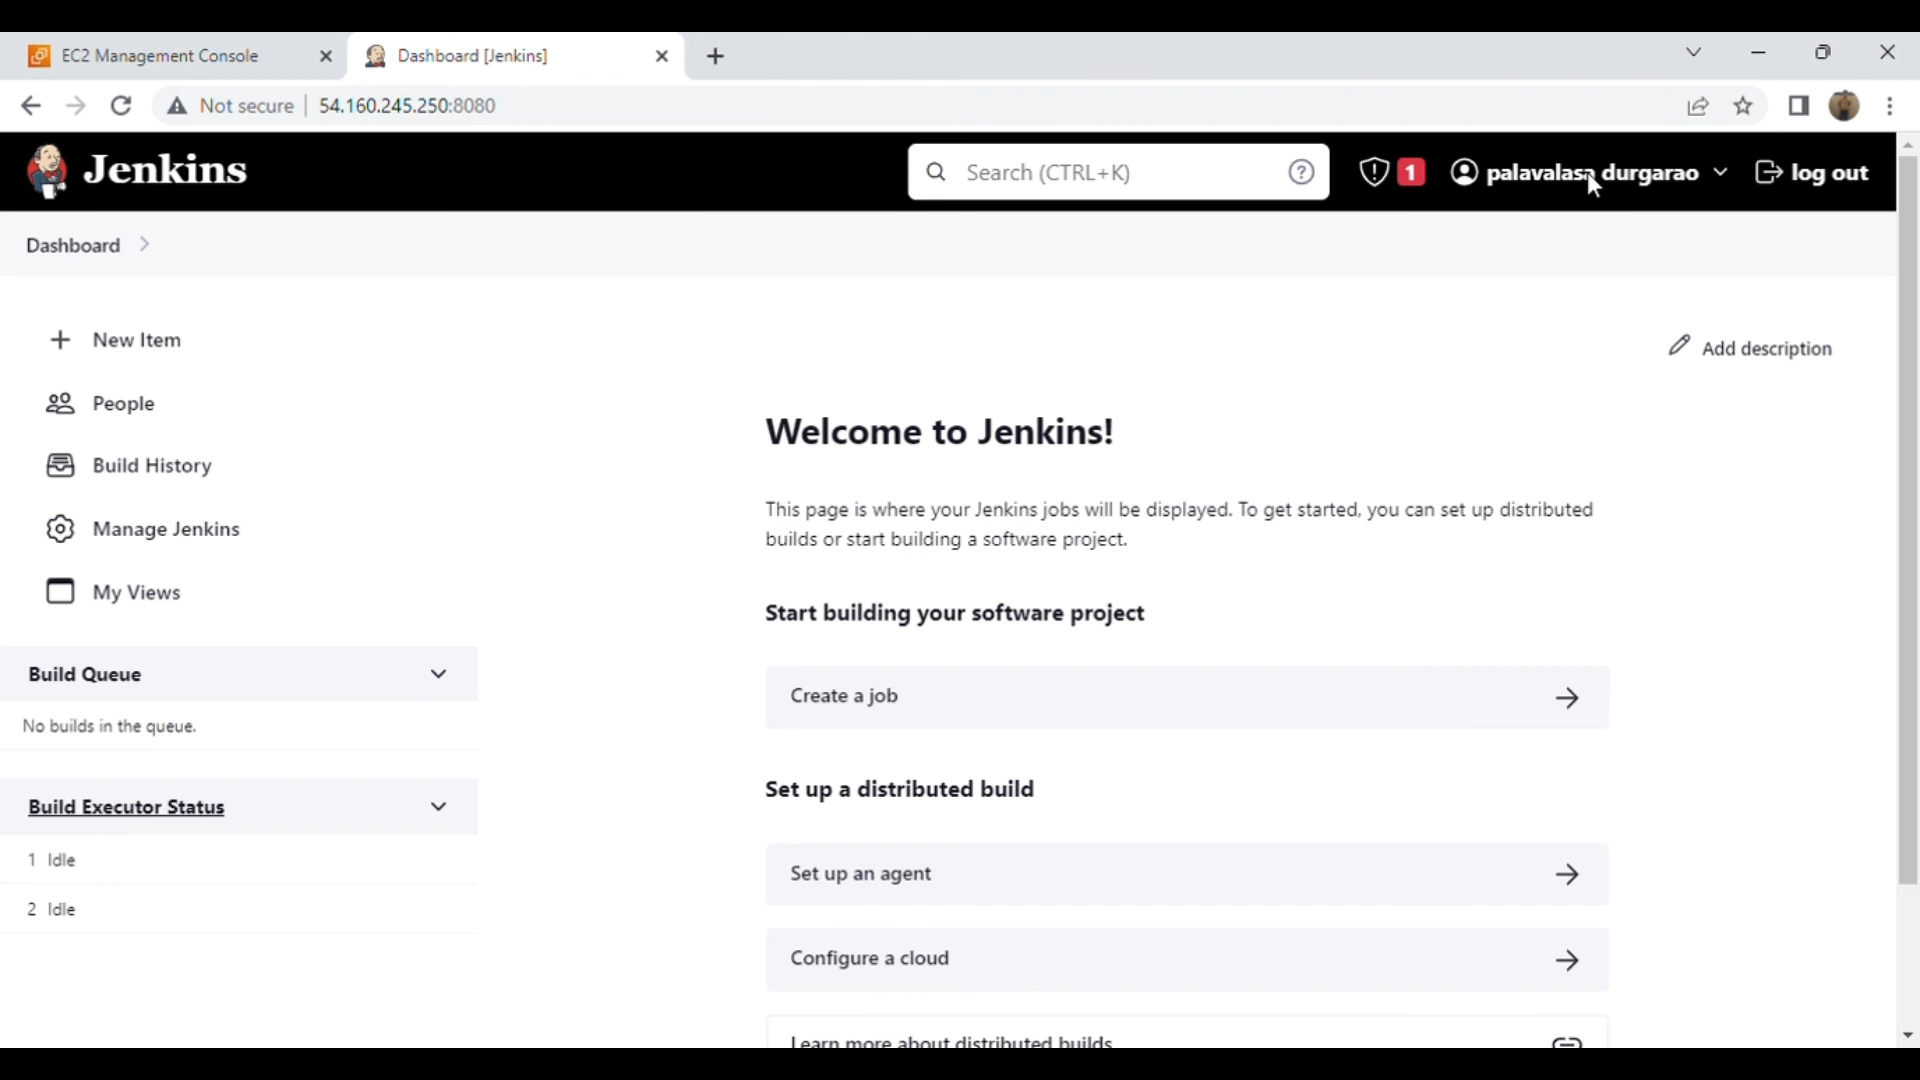 EC2 Management Console
Dashboard [Jenkins]
Not secure 54.160.245.250:8080
Jenkins
Search (CTRL+K)
1
palavalasa durgarao
log out
Dashboard
New Item
People
Build History
Manage Jenkins
My Views
Add description
Welcome to Jenkins!
This page is where your Jenkins jobs will be displayed. To get started, you can set up distributed
builds or start building a software project.
Start building your software project
Create a job
Set up a distributed build
Set up an agent
Configure a cloud
Learn more about distributed builds
Build Queue
No builds in the queue.
Build Executor Status
1 Idle
2 Idle